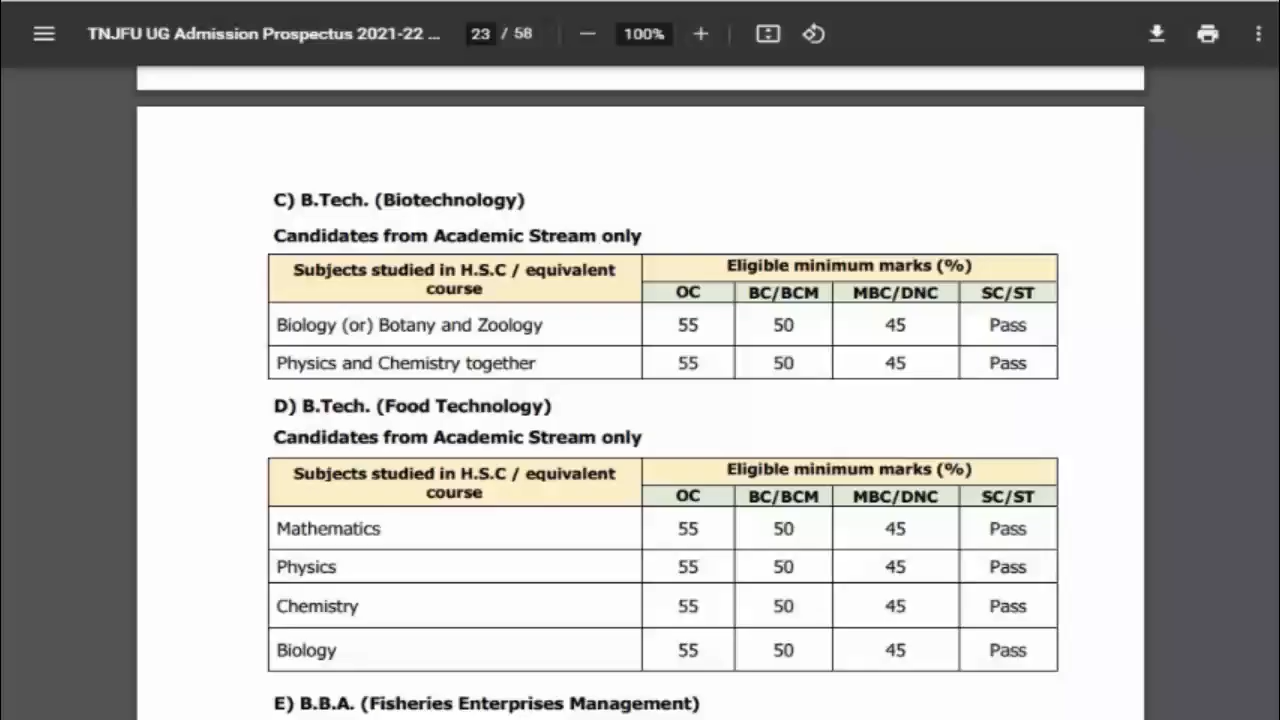 TNJFU UG Admission Prospectus 2021-22 ... 23 / 58 100%
C) B.Tech. (Biotechnology)
Candidates from Academic Stream only
Subjects studied in H.S.C / equivalent course Eligible minimum marks (%)
OC BC/BCM MBC/DNC SC/ST
Biology (or) Botany and Zoology 55 50 45 Pass
Physics and Chemistry together 55 50 45 Pass
D) B.Tech. (Food Technology)
Candidates from Academic Stream only
Subjects studied in H.S.C / equivalent course Eligible minimum marks (%)
OC BC/BCM MBC/DNC SC/ST
Mathematics 55 50 45 Pass
Physics 55 50 45 Pass
Chemistry 55 50 45 Pass
Biology 55 50 45 Pass
E) B.B.A. (Fisheries Enterprises Management)